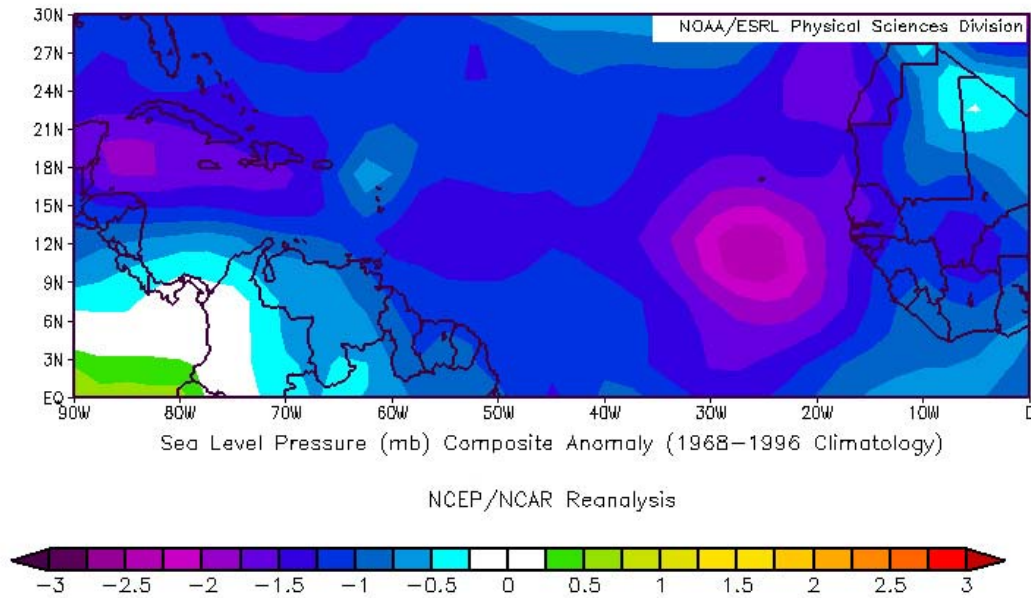 30N
NOAA/ESRL Physical Sciences Division
27N
24N
21N
18N
15N
12N
9N
6N
3N
EQ
90W 80W 70W 60W 50W 40W 30W 20W 10W
Sea Level Pressure (mb) Composite Anomaly (1968-1996 Climatology)
NCEP/NCAR Reanalysis
-3 -2.5 -2 -1.5 -1 -0.5 0 0.5 1 1.5 2 2.5 3